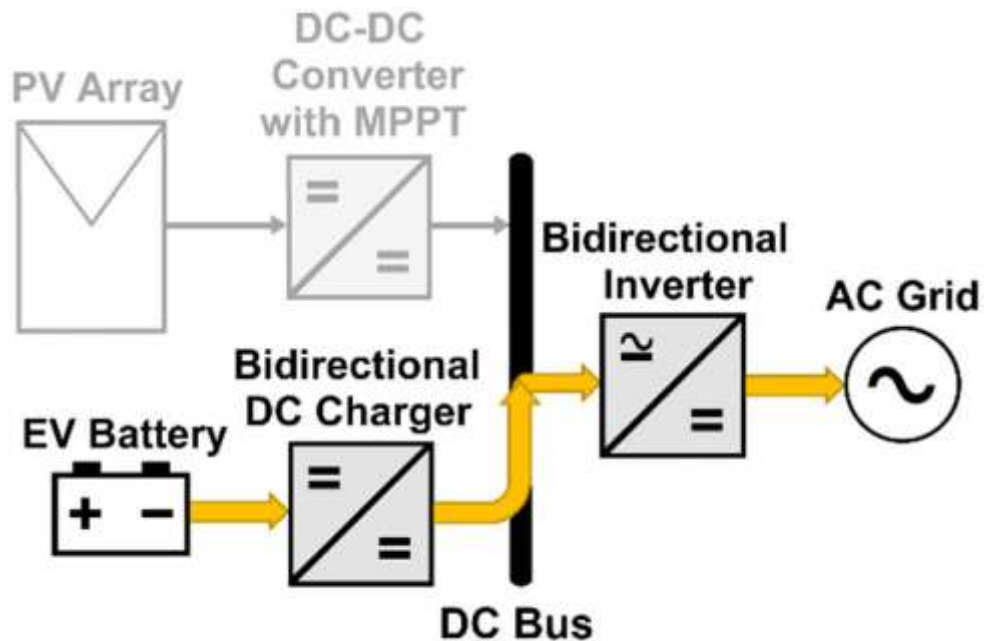 DC-DC
Converter
with MPPT
PV Array
Bidirectional
Inverter
AC Grid
Bidirectional
DC Charger
EV Battery
DC Bus